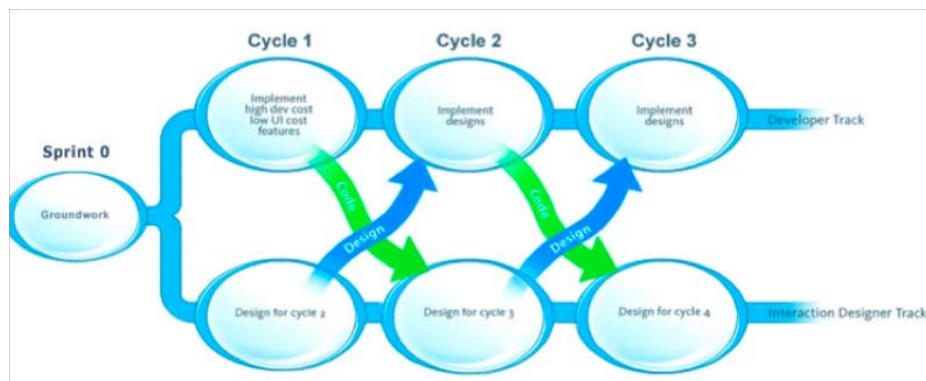 Cycle 1
Cycle 2
Cycle 3
Implement
high dev cost
low UI cost
features
Implement
designs
Implement
designs
Developer Track
Sprint 0
Groundwork
Code
Design
Code
Design
Design for cycle 2
Design for cycle 3
Design for cycle 4
Interaction Designer Track